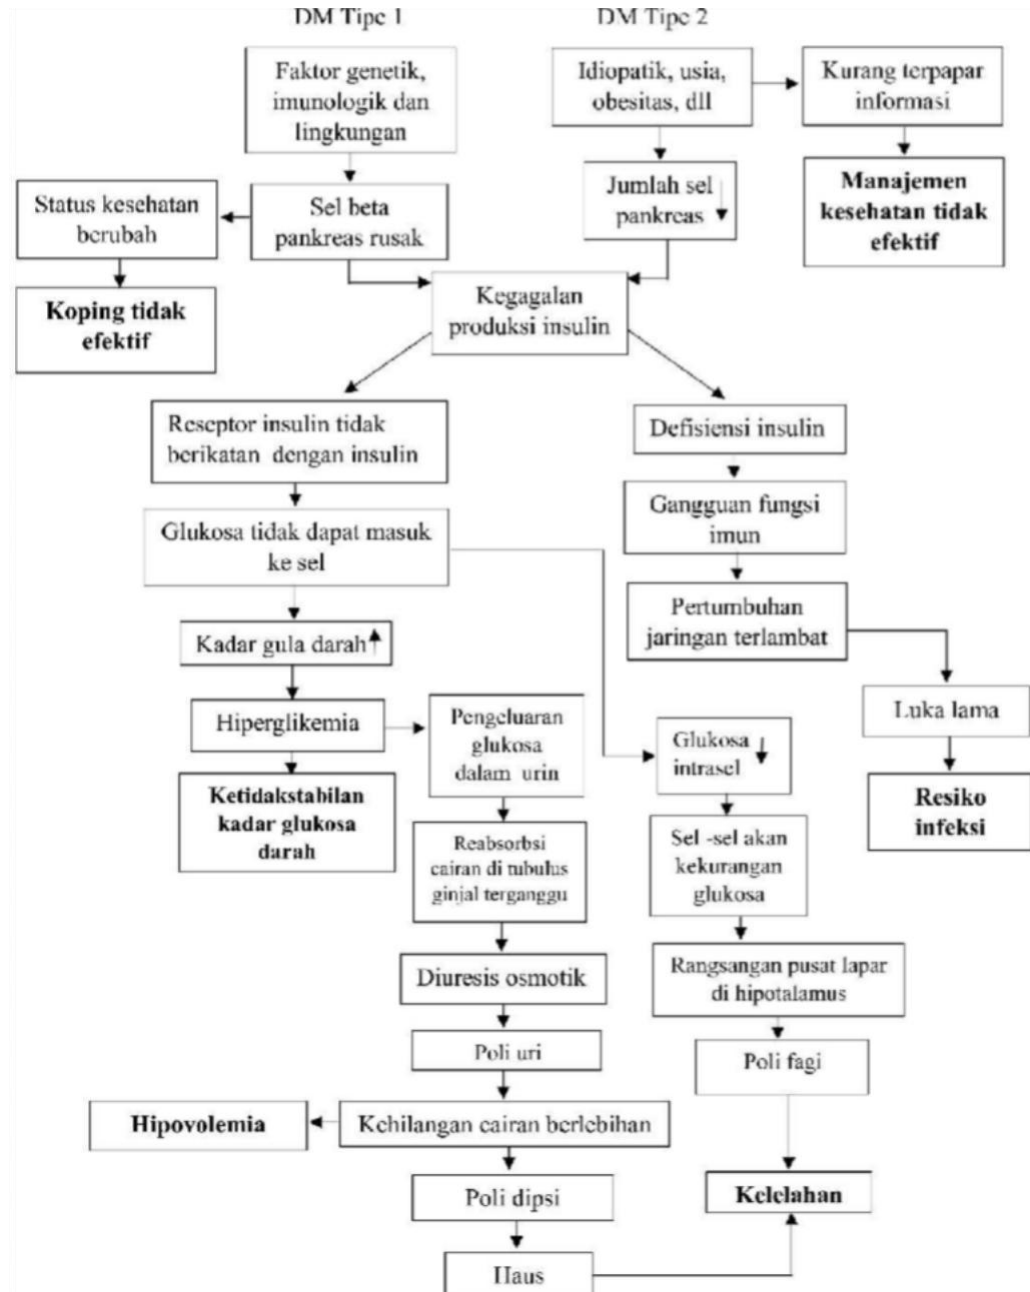 DM Tipe 1
DM Tipe 2
Faktor genetik,
imunologik dan
lingkungan
Idiopatik, usia,
obesitas, dll
Kurang terpapar
informasi
Status kesehatan
berubah
Sel beta
pankreas rusak
Jumlah sel
pankreas
Manajemen
kesehatan tidak
efektif
Koping tidak
efektif
Kegagalan
produksi insulin
Reseptor insulin tidak
berikatan dengan insulin
Defisiensi insulin
Glukosa tidak dapat masuk
ke sel
Gangguan fungsi
imun
Kadar gula darah
Pertumbuhan
jaringan terlambat
Hiperglikemia
Pengeluaran
glukosa
dalam urin
Glukosa
intrasel
Luka lama
Ketidakstabilan
kadar glukosa
darah
Reabsorbsi
cairan di tubulus
ginjal terganggu
Sel -sel akan
kekurangan
glukosa
Resiko
infeksi
Diuresis osmotik
Rangsangan pusat lapar
di hipotalamus
Poli uri
Poli fagi
Hipovolemia
Kehilangan cairan berlebihan
Poli dipsi
Kelelahan
Haus